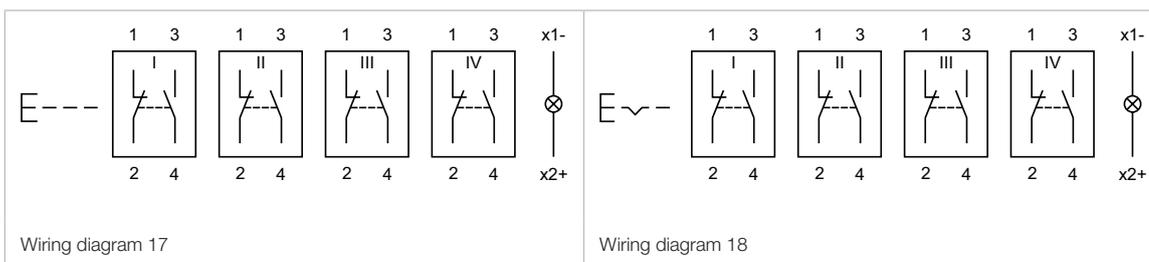 1 3 1 3 1 3 1 3 x1-
I II III IV
2 4 2 4 2 4 2 4 x2+
Wiring diagram 17
1 3 1 3 1 3 1 3 x1-
I II III IV
2 4 2 4 2 4 2 4 x2+
Wiring diagram 18